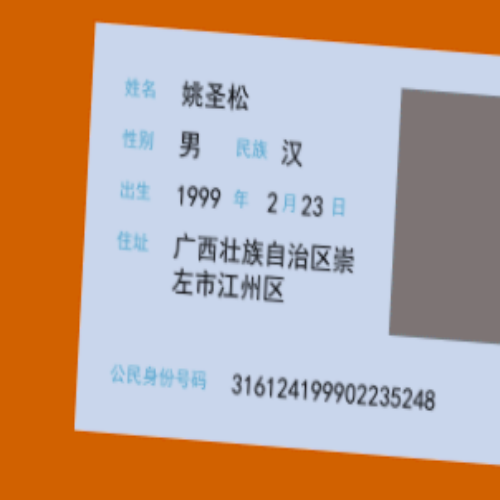 姓名 姚圣松
性别 男 民族 汉
出生 1999 年 2 月 23 日
住址 广西壮族自治区崇
左市江州区
公民身份号码 316124199902235248